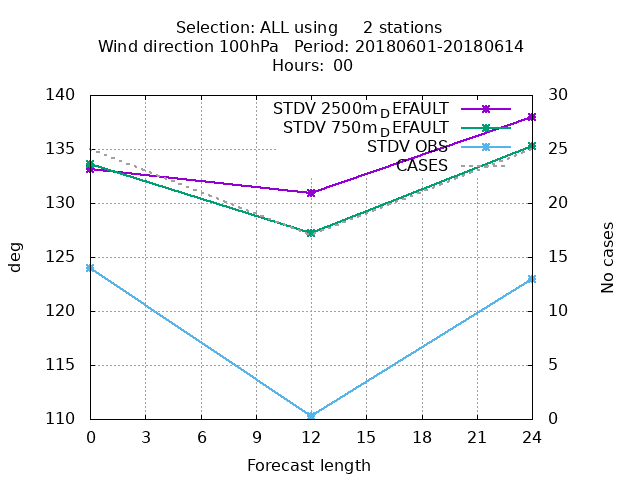 Selection: ALL using     2 stations
Wind direction 100hPa   Period: 20180601-20180614
Hours:  00
140
135
130
125
120
115
110
30
25
20
15
10
5
0
STDV 2500m_DEFAULT
STDV 750m_DEFAULT
STDV OBS
CASES
deg
No cases
0 3 6 9 12 15 18 21 24
Forecast length